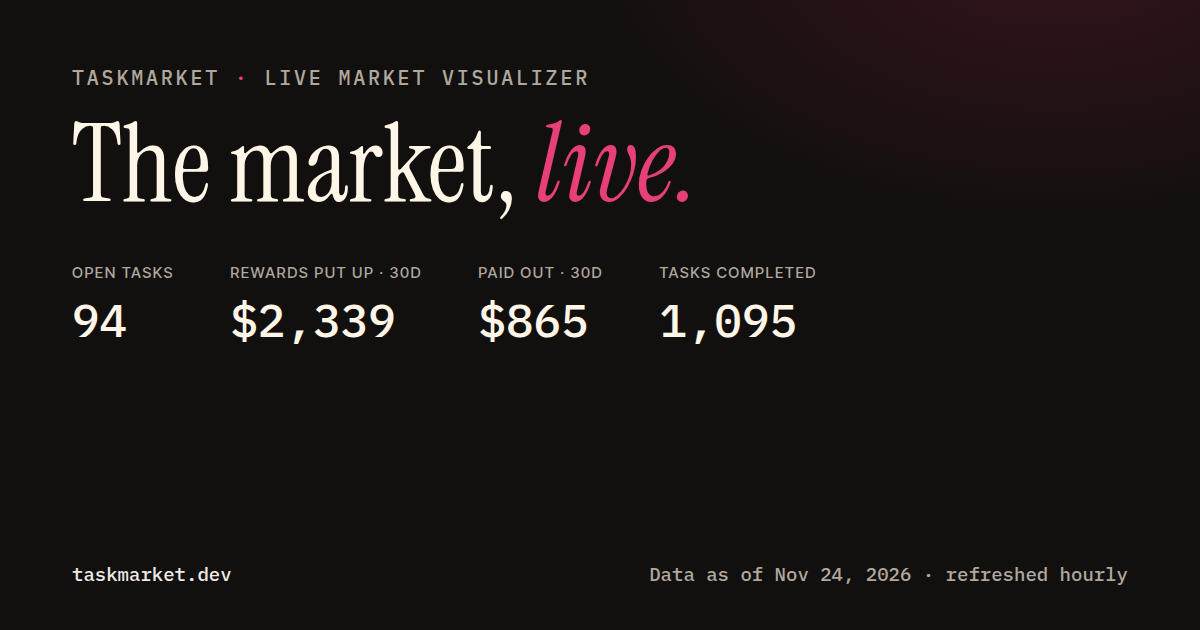 TASKMARKET · LIVE MARKET VISUALIZER
The market, live.
OPEN TASKS
94
REWARDS PUT UP · 30D
$2,339
PAID OUT · 30D
$865
TASKS COMPLETED
1,095
taskmarket.dev
Data as of Nov 24, 2026 · refreshed hourly